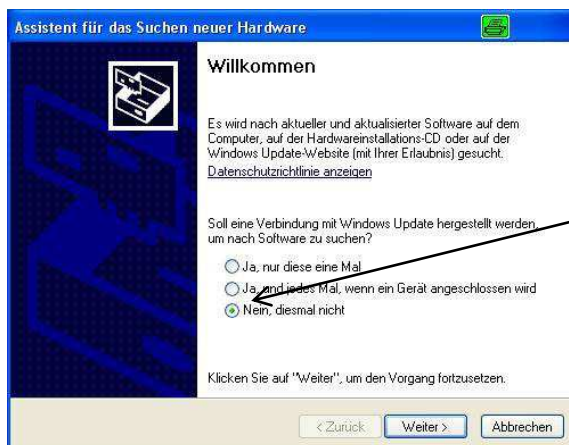 Assistent für das Suchen neuer Hardware
Willkommen
Es wird nach aktueller und aktualisierter Software auf dem
Computer, auf der Hardwareinstallations-CD oder auf der
Windows Update-Website (mit Ihrer Erlaubnis) gesucht.
Datenschutzrichtlinie anzeigen
Soll eine Verbindung mit Windows Update hergestellt werden,
um nach Software zu suchen?
Ja, nur diese eine Mal
Ja, und jedes Mal, wenn ein Gerät angeschlossen wird
Nein, diesmal nicht
Klicken Sie auf "Weiter", um den Vorgang fortzusetzen.
< Zurück Weiter > Abbrechen